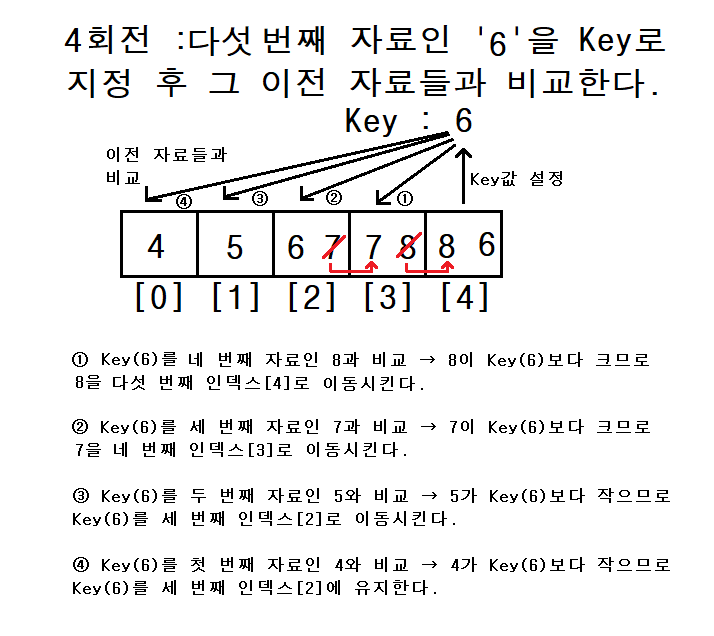 4회전 :다섯 번째 자료인 '6'을 Key로
지정 후 그 이전 자료들과 비교한다.
Key : 6
이전 자료들과
비교
Key값 설정
④ ③ ② ①
4 5 6 7 7 8 8 6
[0] [1] [2] [3] [4]
① Key(6)를 네 번째 자료인 8과 비교 → 8이 Key(6)보다 크므로
8을 다섯 번째 인덱스[4]로 이동시킨다.
② Key(6)를 세 번째 자료인 7과 비교 → 7이 Key(6)보다 크므로
7을 네 번째 인덱스[3]로 이동시킨다.
③ Key(6)를 두 번째 자료인 5와 비교 → 5가 Key(6)보다 작으므로
Key(6)를 세 번째 인덱스[2]로 이동시킨다.
④ Key(6)를 첫 번째 자료인 4와 비교 → 4가 Key(6)보다 작으므로
Key(6)를 세 번째 인덱스[2]에 유지한다.